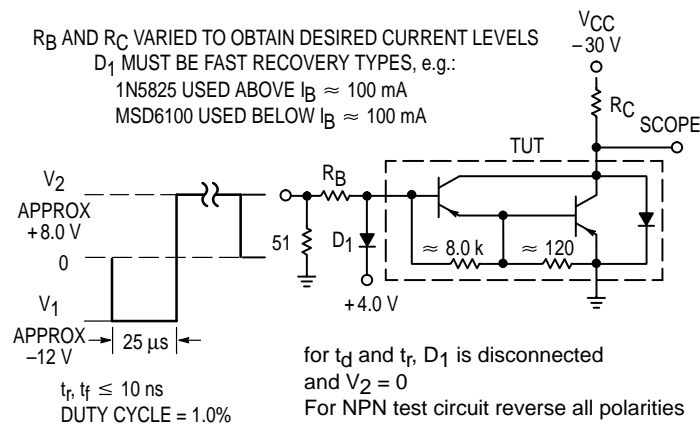 R_B AND R_C VARIED TO OBTAIN DESIRED CURRENT LEVELS
D_1 MUST BE FAST RECOVERY TYPES, e.g.:
1N5825 USED ABOVE I_B ≈ 100 mA
MSD6100 USED BELOW I_B ≈ 100 mA
V_CC
– 30 V
R_C
SCOPE
TUT
V_2
APPROX
+8.0 V
0
V_1
APPROX
–12 V
25 μs
t_r, t_f ≤ 10 ns
DUTY CYCLE = 1.0%
R_B
51
D_1
+4.0 V
≈ 8.0 k
≈ 120
for t_d and t_r, D_1 is disconnected
and V_2 = 0
For NPN test circuit reverse all polarities